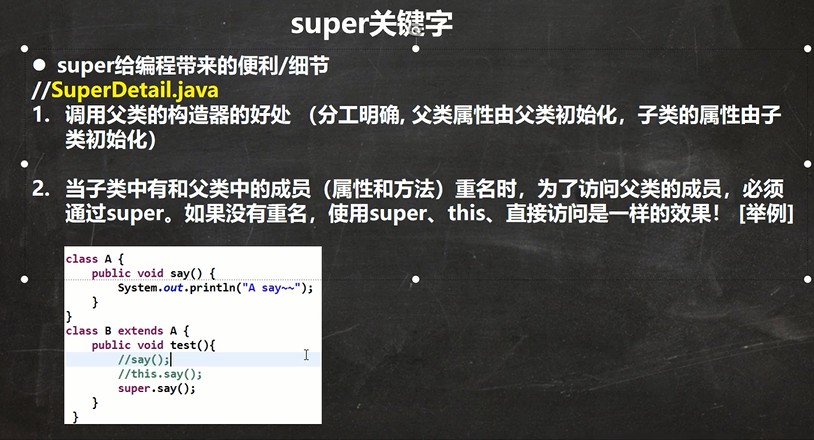 super关键字
● super给编程带来的便利/细节
//SuperDetail.java
1. 调用父类的构造器的好处 （分工明确, 父类属性由父类初始化，子类的属性由子
类初始化）
2. 当子类中有和父类中的成员（属性和方法）重名时，为了访问父类的成员，必须
通过super。如果没有重名，使用super、this、直接访问是一样的效果！ [举例]
class A {
public void say() {
System.out.println("A say~~");
}
}
class B extends A {
public void test(){
//say();
//this.say();
super.say();
}
}